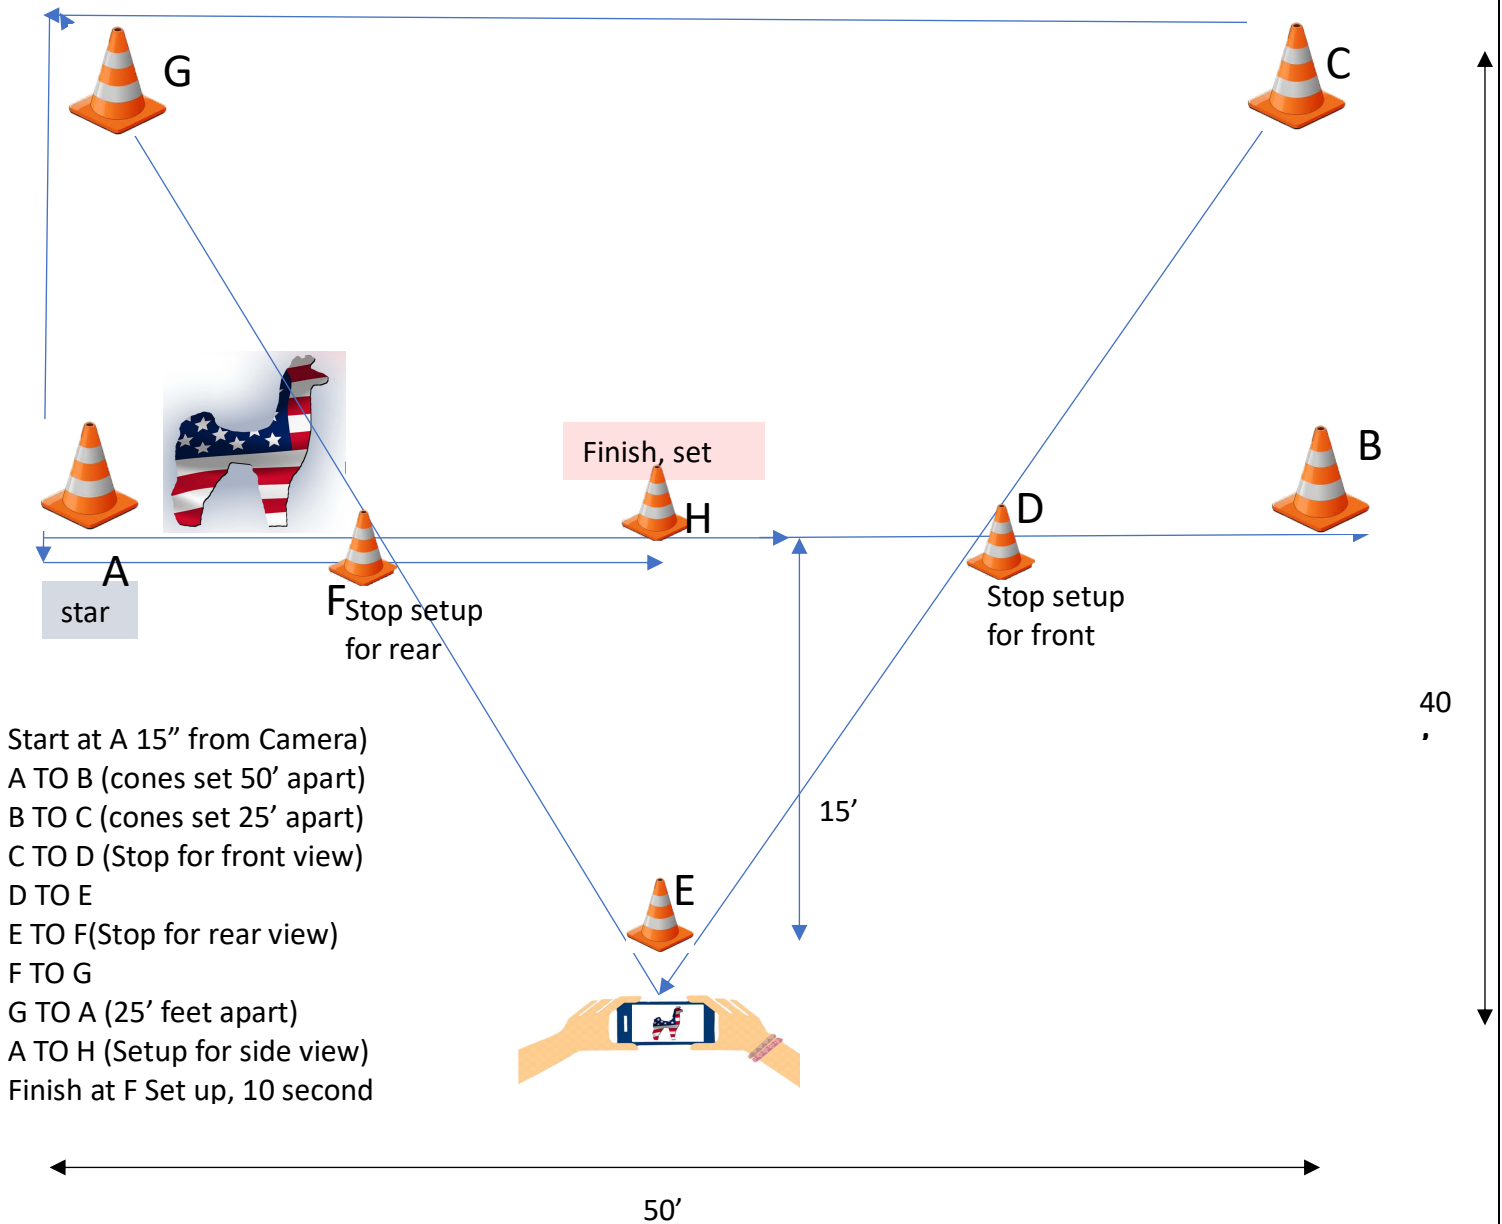 G
C
Finish, set
B
H
D
A
star
F
Stop setup
for rear
Stop setup
for front
40
Start at A 15” from Camera)
A TO B (cones set 50’ apart)
B TO C (cones set 25’ apart)
C TO D (Stop for front view)
D TO E
E TO F(Stop for rear view)
F TO G
G TO A (25’ feet apart)
A TO H (Setup for side view)
Finish at F Set up, 10 second
15’
E
50’